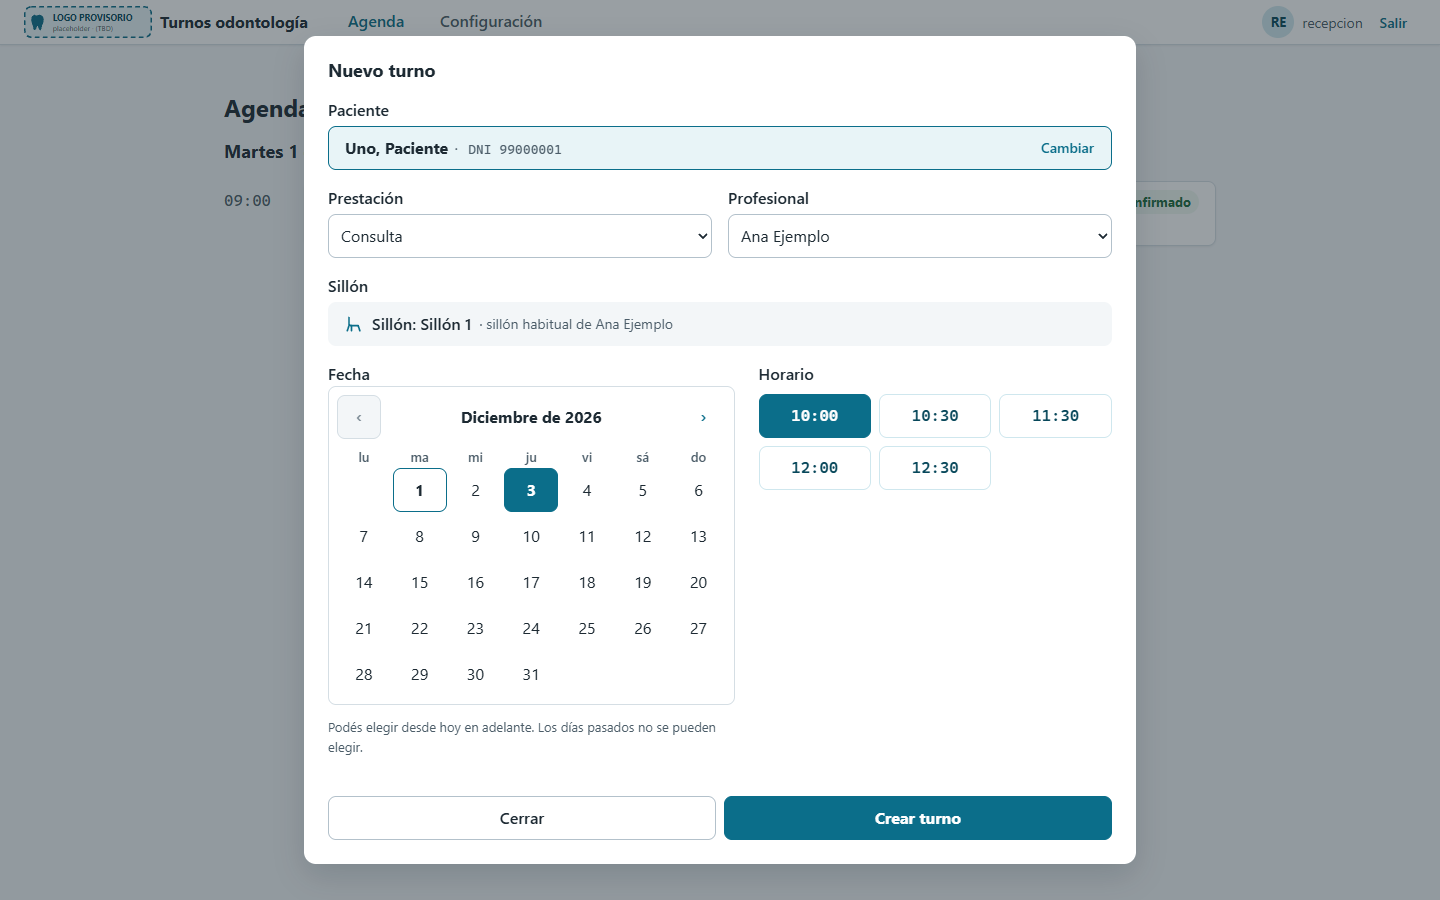 LOGO PROVISORIO
placeholder · (TBD)
Turnos odontología
Agenda
Configuración
RE
recepcion
Salir
Agenda
Martes 1
09:00
nfirmado
Nuevo turno
Paciente
Uno, Paciente · DNI 99000001
Cambiar
Prestación
Profesional
Consulta
Ana Ejemplo
Sillón
Sillón: Sillón 1 · sillón habitual de Ana Ejemplo
Fecha
Horario
‹ Diciembre de 2026 ›
lu ma mi ju vi sá do
1 2 3 4 5 6
7 8 9 10 11 12 13
14 15 16 17 18 19 20
21 22 23 24 25 26 27
28 29 30 31
10:00 10:30 11:30
12:00 12:30
Podés elegir desde hoy en adelante. Los días pasados no se pueden
elegir.
Cerrar
Crear turno